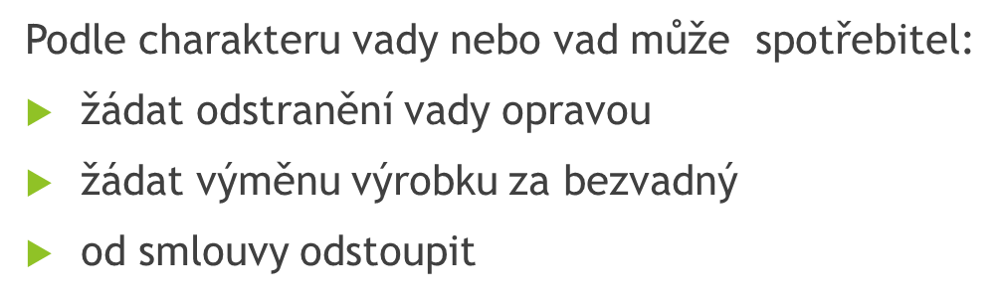 Podle charakteru vady nebo vad může spotřebitel:
žádat odstranění vady opravou
žádat výměnu výrobku za bezvadný
od smlouvy odstoupit